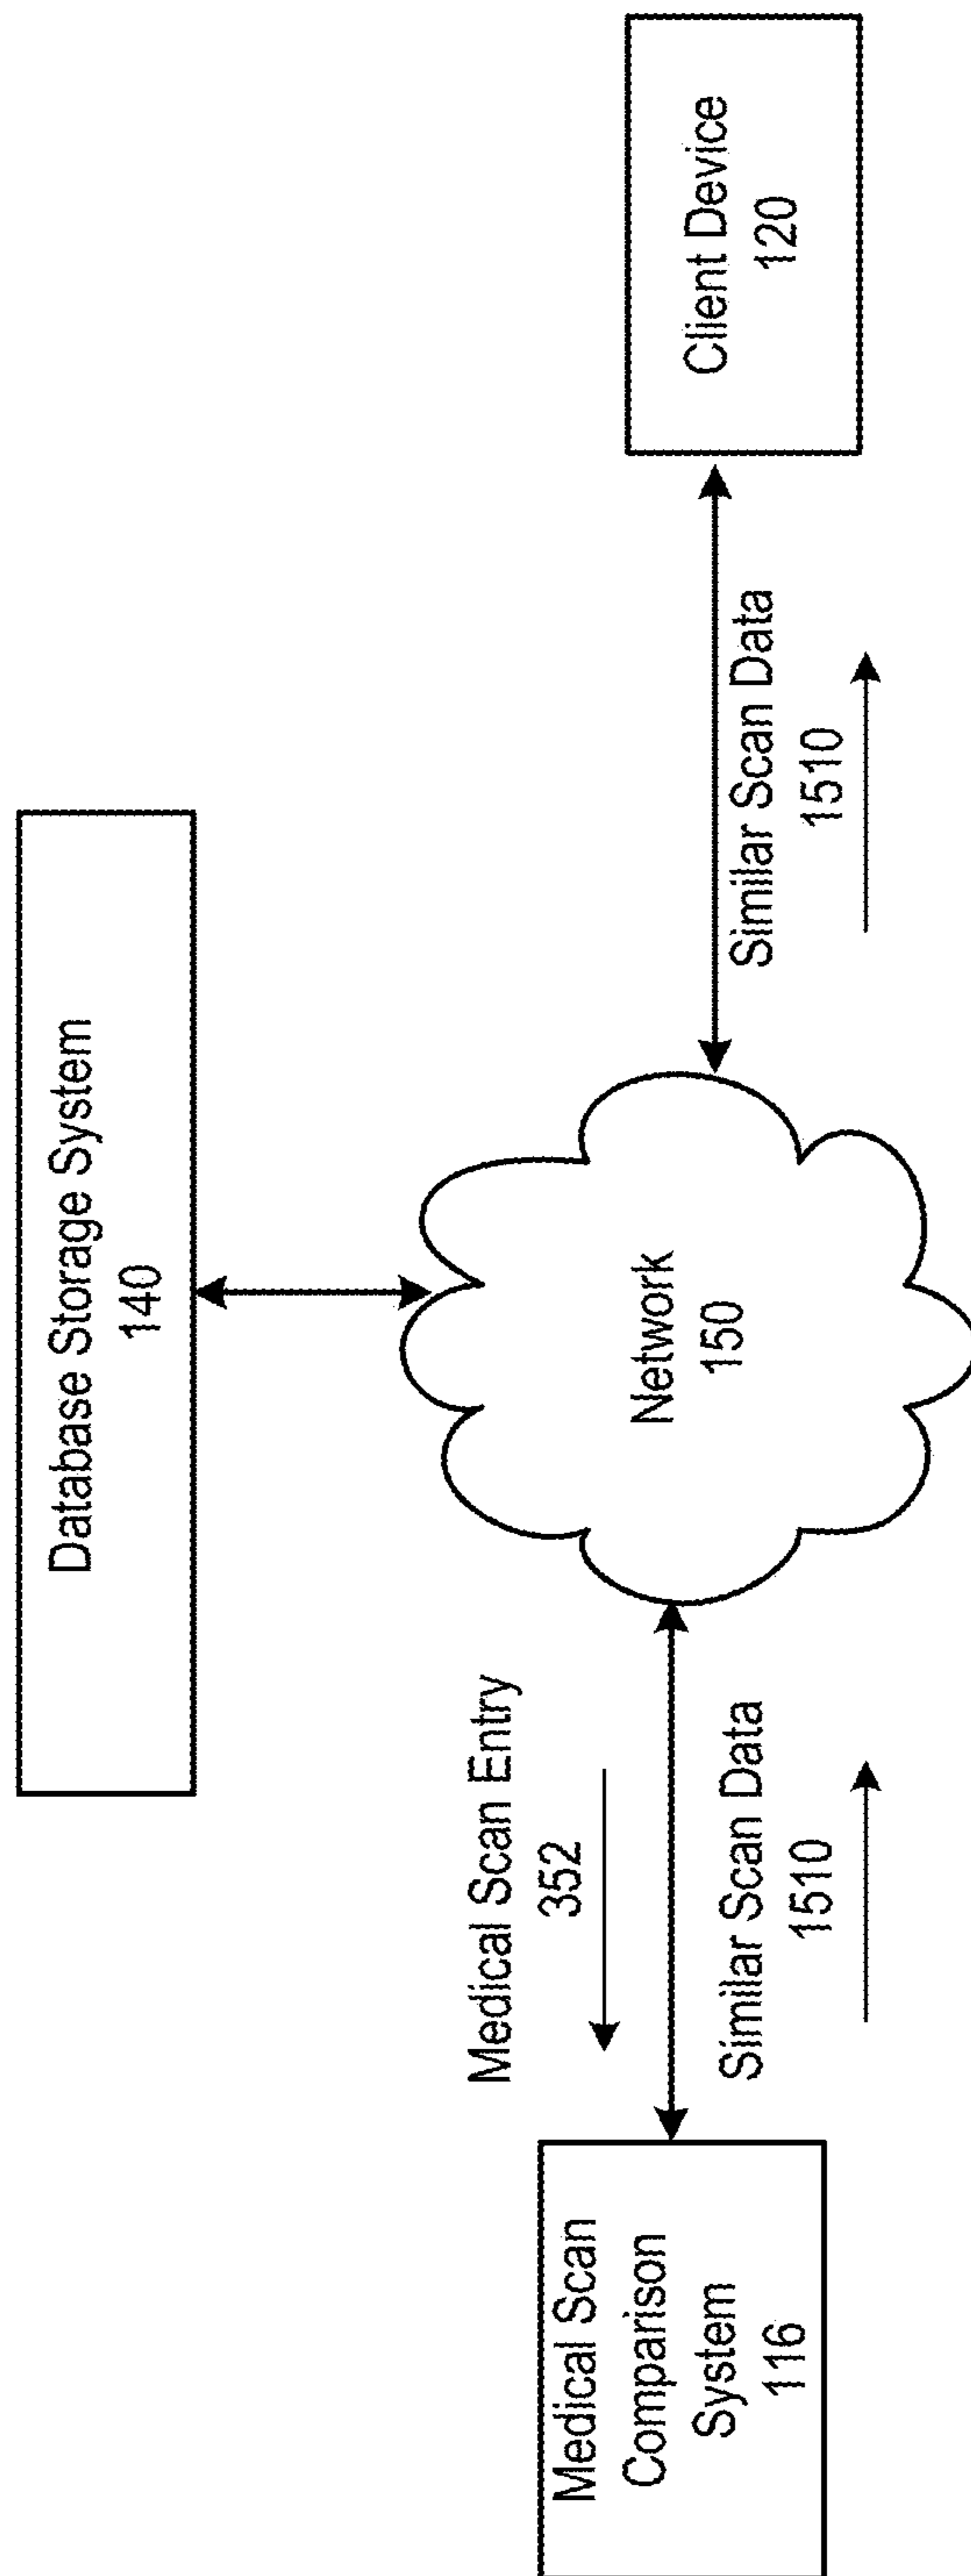 Database Storage System
140
Medical Scan
Comparison
System
116
Medical Scan Entry
352
Similar Scan Data
1510
Network
150
Similar Scan Data
1510
Client Device
120